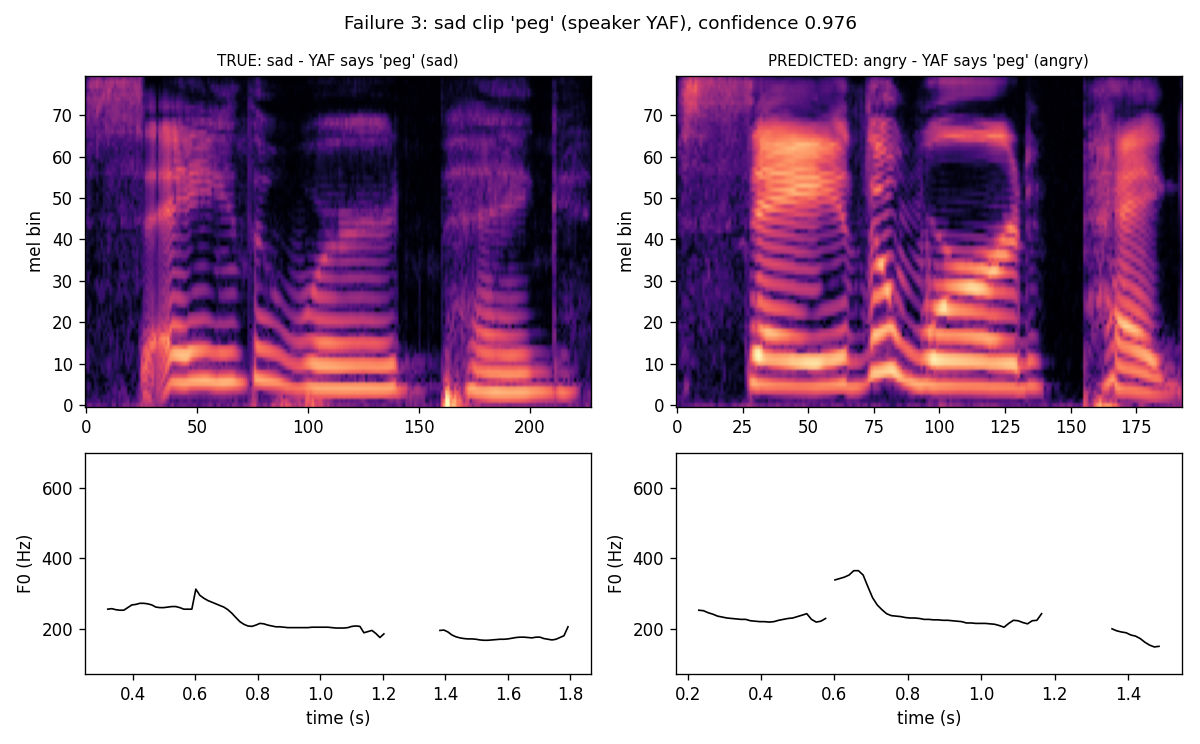 Failure 3: sad clip 'peg' (speaker YAF), confidence 0.976
TRUE: sad - YAF says 'peg' (sad)
PREDICTED: angry - YAF says 'peg' (angry)
mel bin
70
60
50
40
30
20
10
0
0 50 100 150 200
mel bin
70
60
50
40
30
20
10
0
0 25 50 75 100 125 150 175
F0 (Hz)
600
400
200
0.4 0.6 0.8 1.0 1.2 1.4 1.6 1.8
time (s)
F0 (Hz)
600
400
200
0.2 0.4 0.6 0.8 1.0 1.2 1.4
time (s)